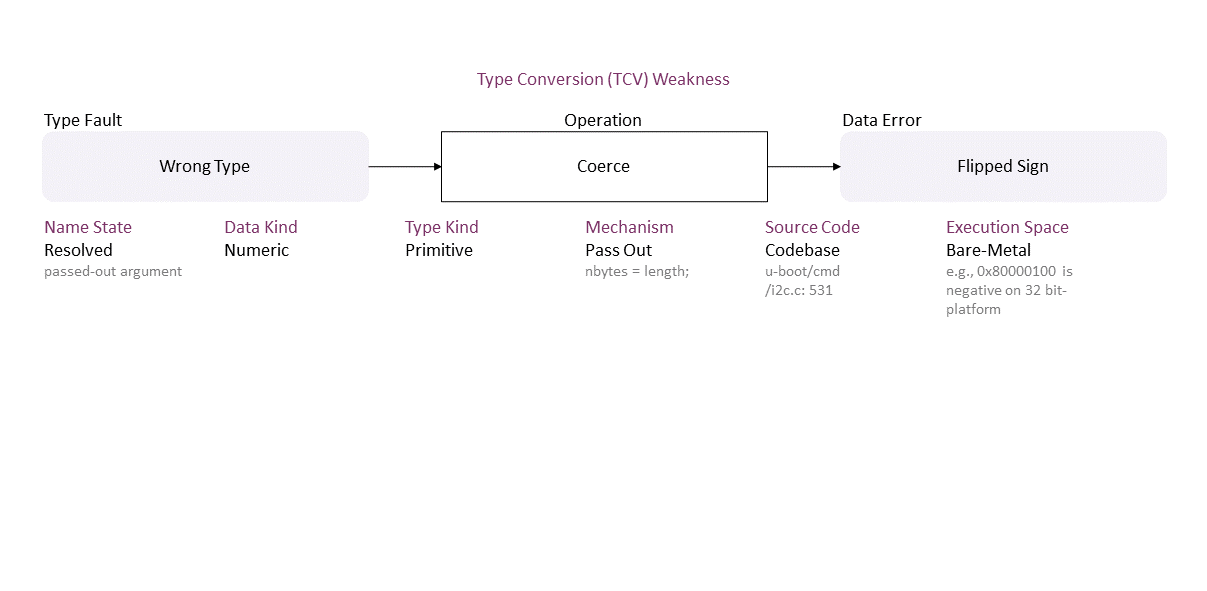 Type Conversion (TCV) Weakness
Type Fault
Operation
Data Error
Wrong Type
Coerce
Flipped Sign
Name State
Data Kind
Type Kind
Mechanism
Source Code
Execution Space
Resolved
Numeric
Primitive
Pass Out
Codebase
Bare-Metal
passed-out argument
nbytes = length;
u-boot/cmd
/i2c.c: 531
e.g., 0x80000100 is
negative on 32 bit-
platform